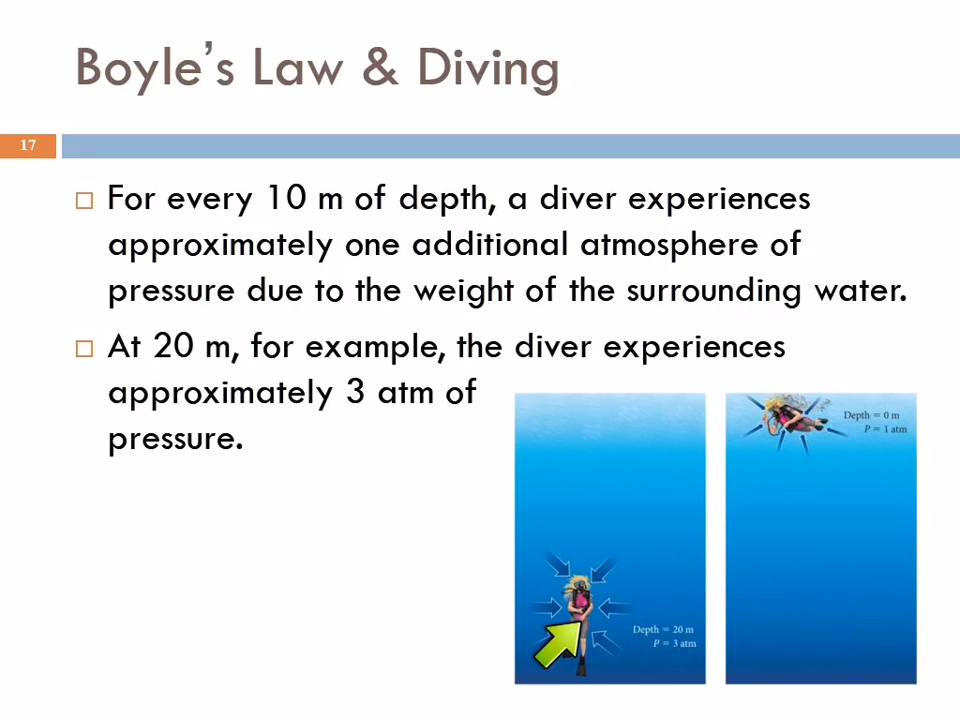 Boyle’s Law & Diving
17
For every 10 m of depth, a diver experiences
approximately one additional atmosphere of
pressure due to the weight of the surrounding water.
At 20 m, for example, the diver experiences
approximately 3 atm of
pressure.
Depth = 20 m
P = 3 atm
Depth = 0 m
P = 1 atm